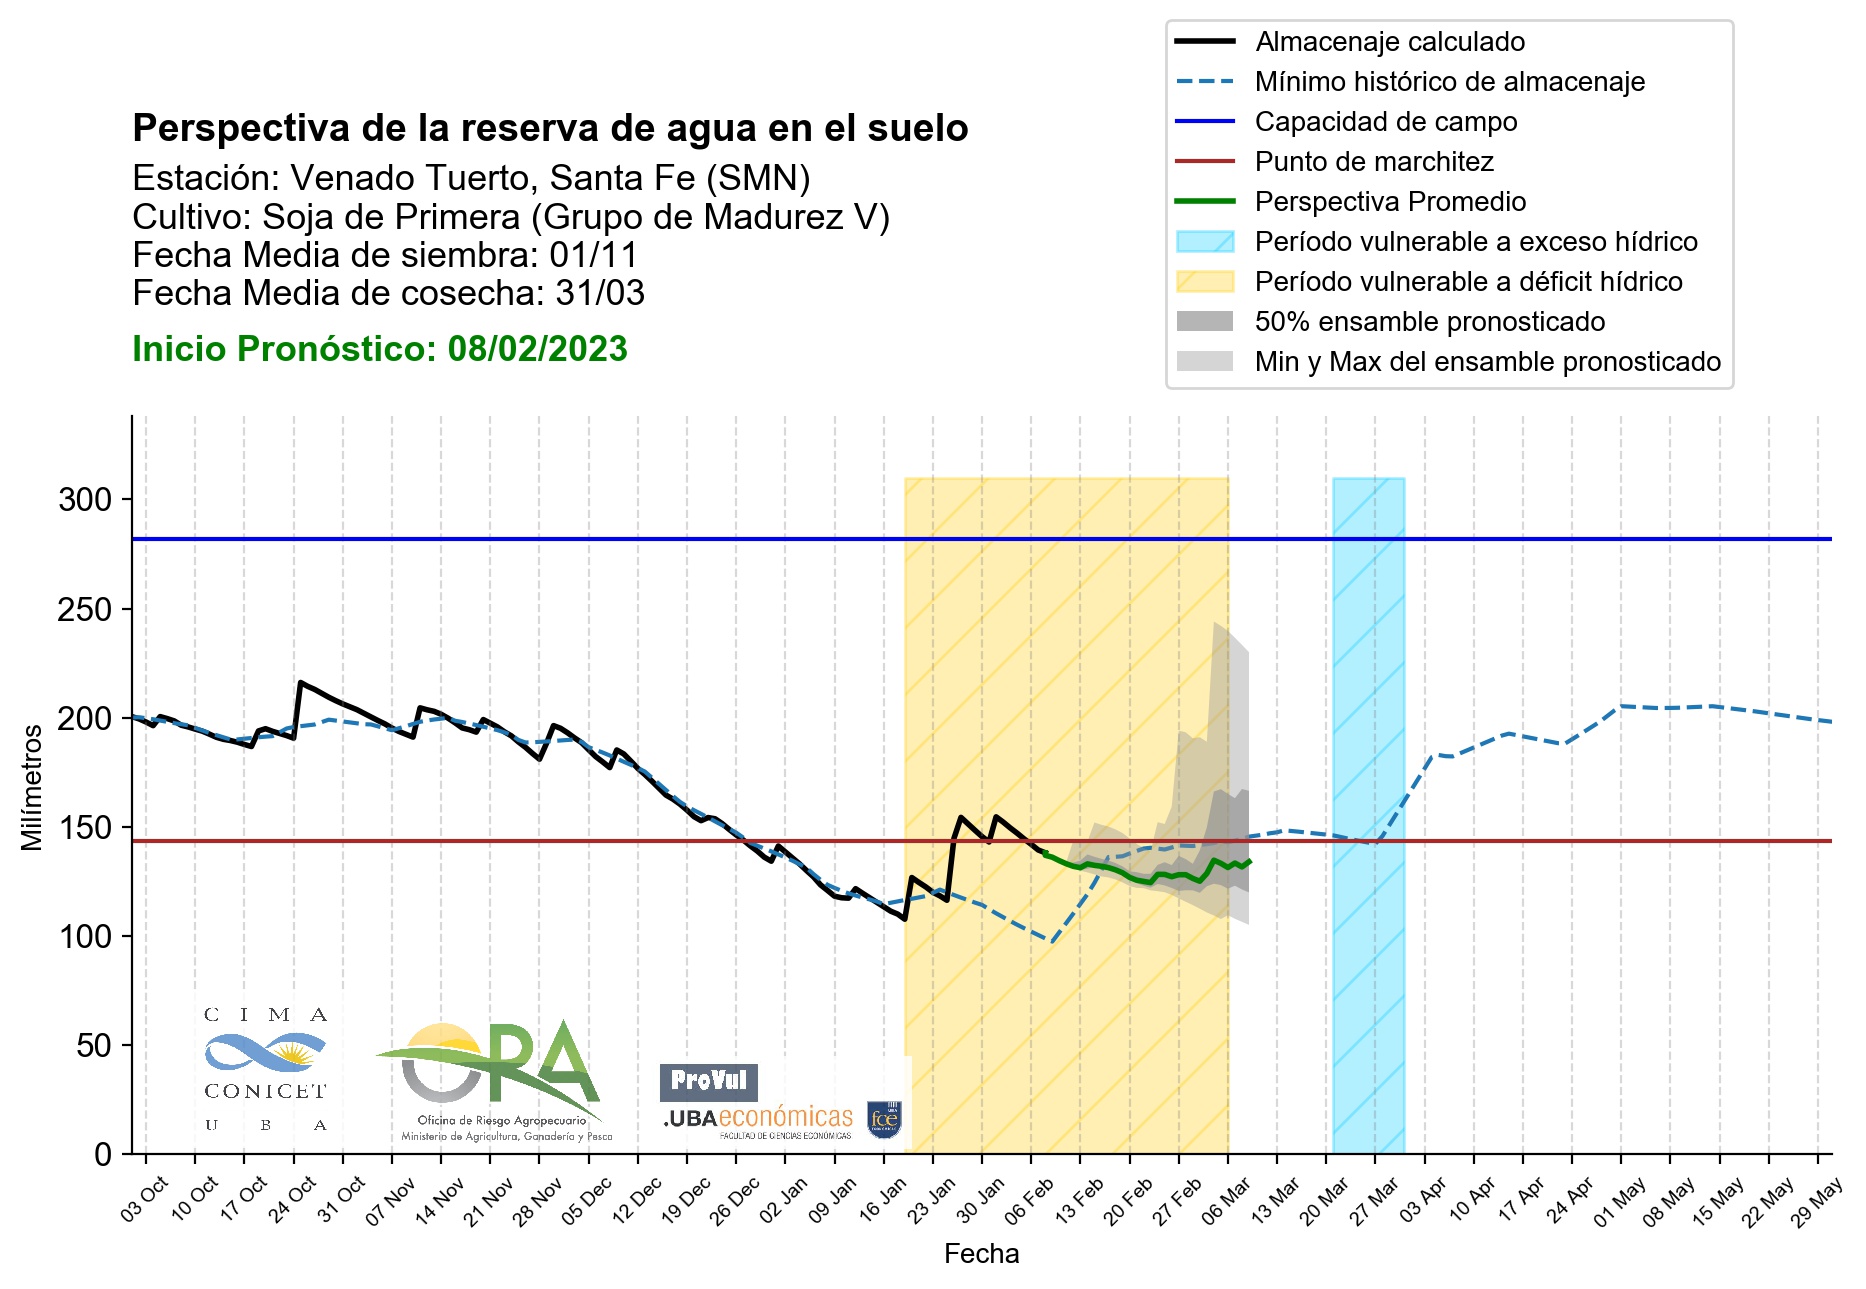 Almacenaje calculado
Mínimo histórico de almacenaje
Capacidad de campo
Punto de marchitez
Perspectiva Promedio
Período vulnerable a exceso hídrico
Período vulnerable a déficit hídrico
50% ensamble pronosticado
Min y Max del ensamble pronosticado
Perspectiva de la reserva de agua en el suelo
Estación: Venado Tuerto, Santa Fe (SMN)
Cultivo: Soja de Primera (Grupo de Madurez V)
Fecha Media de siembra: 01/11
Fecha Media de cosecha: 31/03
Inicio Pronóstico: 08/02/2023
Milímetros
300
250
200
150
100
50
0
CIMA
CONICET
UBA
ORA
Oficina de Riesgo Agropecuario
Ministerio de Agricultura, Ganadería y Pesca
ProVul
.UBAeconómicas
FACULTAD DE CIENCIAS ECONÓMICAS
UBA
fce
ECONÓMICAS
03 Oct
10 Oct
17 Oct
24 Oct
31 Oct
07 Nov
14 Nov
21 Nov
28 Nov
05 Dec
12 Dec
19 Dec
26 Dec
02 Jan
09 Jan
16 Jan
23 Jan
30 Jan
06 Feb
13 Feb
20 Feb
27 Feb
06 Mar
13 Mar
20 Mar
27 Mar
03 Apr
10 Apr
17 Apr
24 Apr
01 May
08 May
15 May
22 May
29 May
Fecha